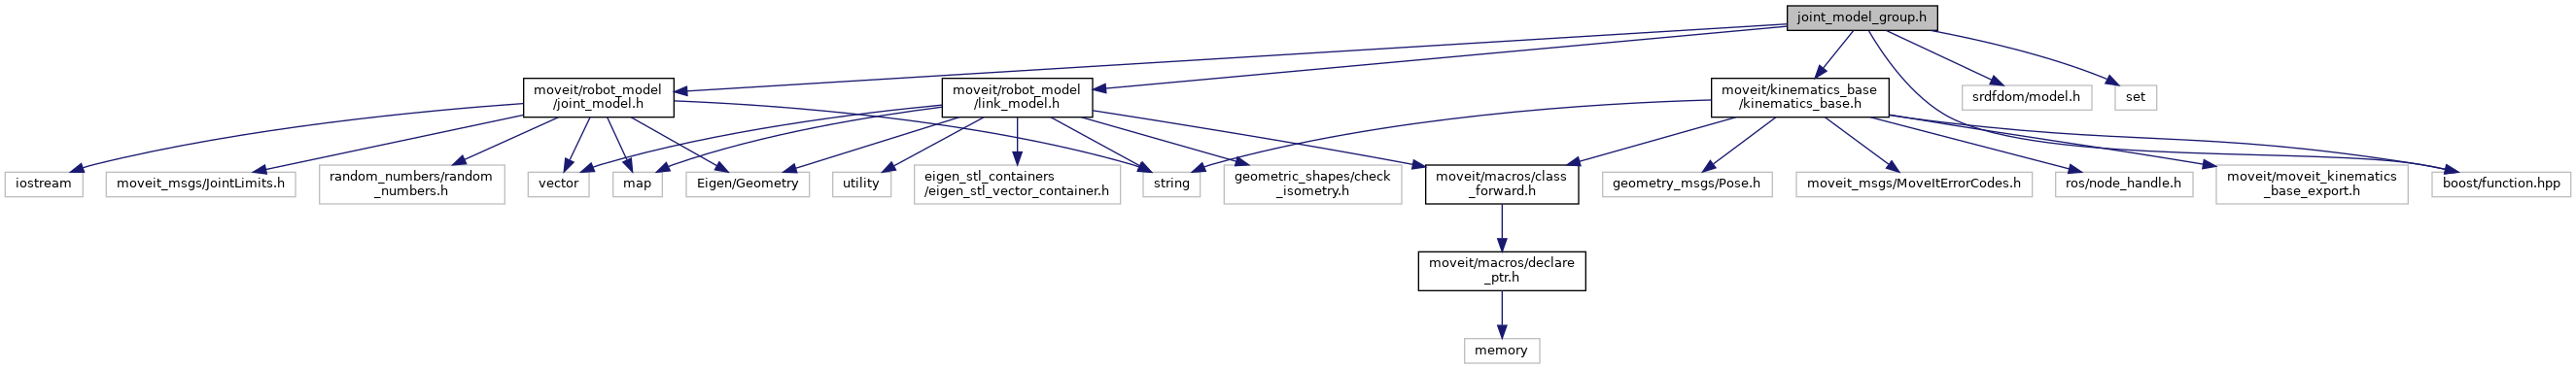 joint_model_group.h
moveit/robot_model
/joint_model.h
moveit/robot_model
/link_model.h
moveit/kinematics_base
/kinematics_base.h
srdfdom/model.h
set
iostream
moveit_msgs/JointLimits.h
random_numbers/random
_numbers.h
vector
map
Eigen/Geometry
utility
eigen_stl_containers
/eigen_stl_vector_container.h
string
geometric_shapes/check
_isometry.h
moveit/macros/class
_forward.h
geometry_msgs/Pose.h
moveit_msgs/MoveItErrorCodes.h
ros/node_handle.h
moveit/moveit_kinematics
_base_export.h
boost/function.hpp
moveit/macros/declare
_ptr.h
memory